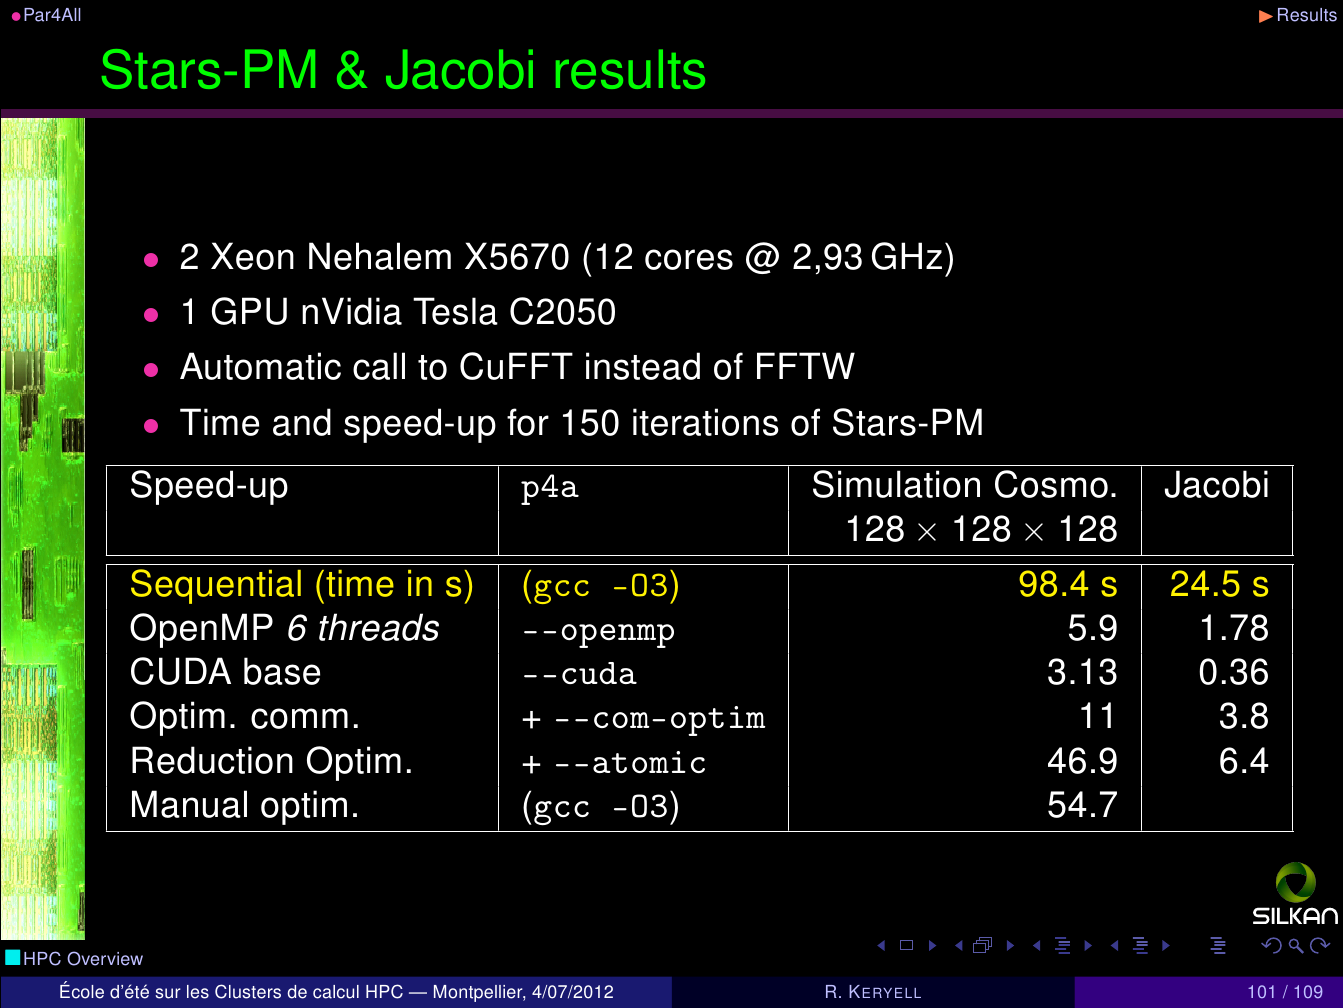 Par4All
Results
Stars-PM & Jacobi results
2 Xeon Nehalem X5670 (12 cores @ 2,93 GHz)
1 GPU nVidia Tesla C2050
Automatic call to CuFFT instead of FFTW
Time and speed-up for 150 iterations of Stars-PM
Speed-up p4a Simulation Cosmo. Jacobi
128 × 128 × 128
Sequential (time in s) (gcc -O3) 98.4 s 24.5 s
OpenMP 6 threads --openmp 5.9 1.78
CUDA base --cuda 3.13 0.36
Optim. comm. + --com-optim 11 3.8
Reduction Optim. + --atomic 46.9 6.4
Manual optim. (gcc -O3) 54.7
SILKAN
HPC Overview
École d'été sur les Clusters de calcul HPC — Montpellier, 4/07/2012 R. KERYELL 101 / 109